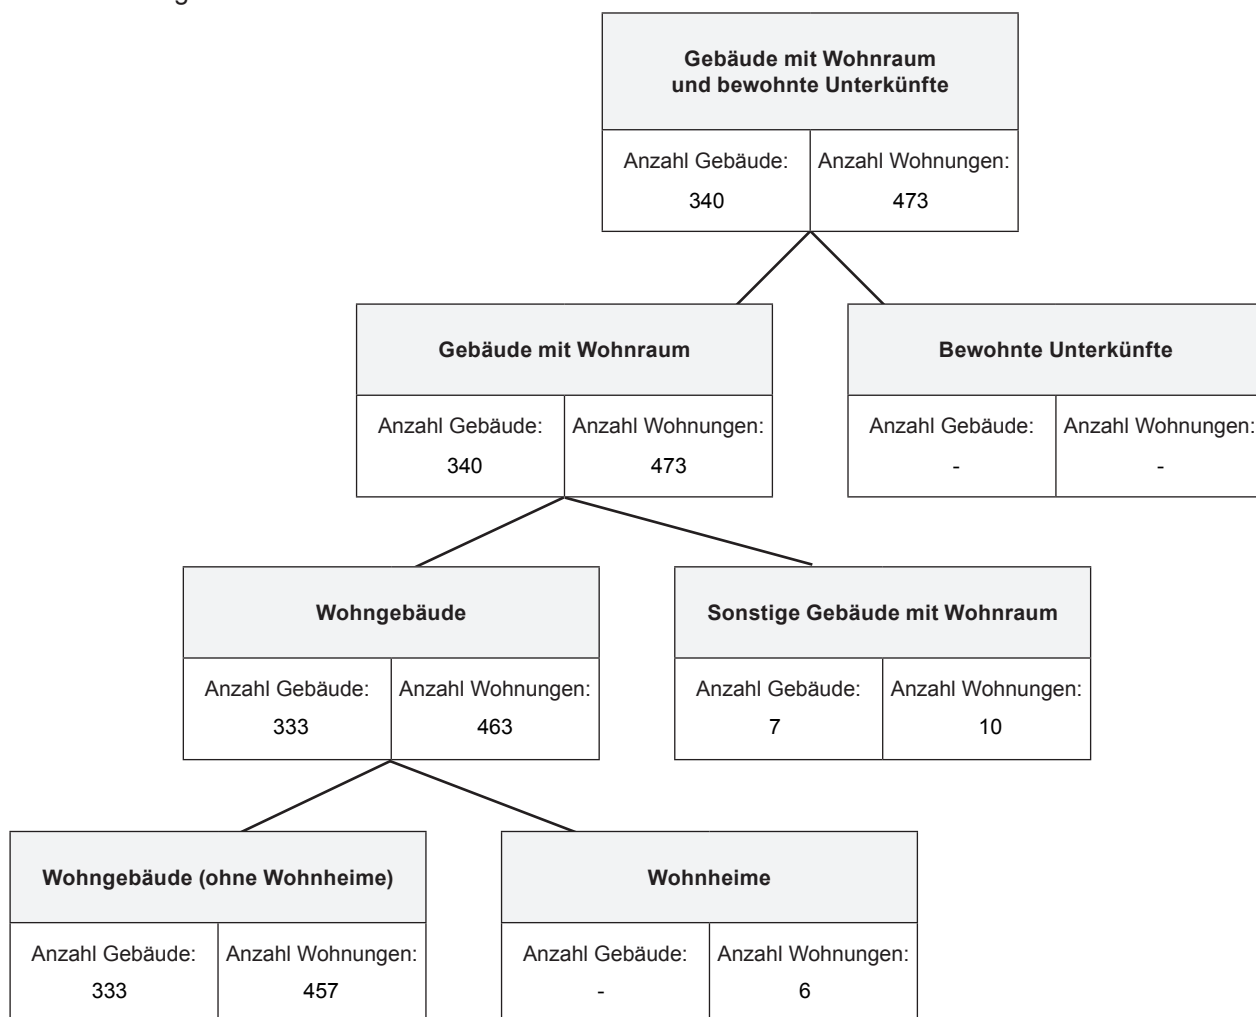 Gebäude mit Wohnraum
und bewohnte Unterkünfte
Anzahl Gebäude: Anzahl Wohnungen:
340 473
Gebäude mit Wohnraum
Bewohnte Unterkünfte
Anzahl Gebäude: Anzahl Wohnungen:
340 473
Anzahl Gebäude: Anzahl Wohnungen:
- -
Wohngebäude
Sonstige Gebäude mit Wohnraum
Anzahl Gebäude: Anzahl Wohnungen:
333 463
Anzahl Gebäude: Anzahl Wohnungen:
7 10
Wohngebäude (ohne Wohnheime)
Wohnheime
Anzahl Gebäude: Anzahl Wohnungen:
333 457
Anzahl Gebäude: Anzahl Wohnungen:
- 6